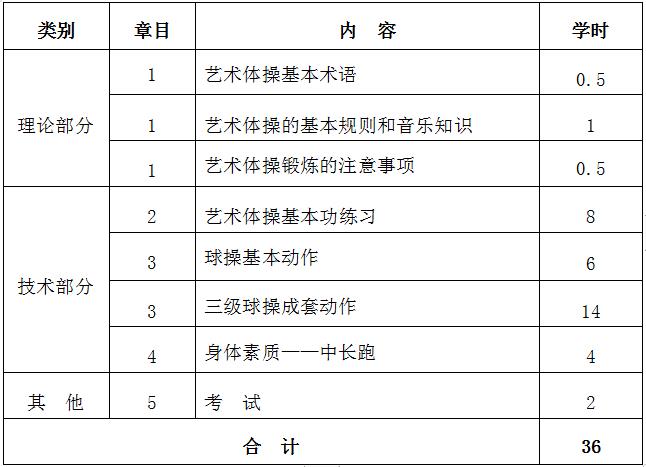 类别 章目 内 容 学时
理论部分 1 艺术体操基本术语 0.5
1 艺术体操的基本规则和音乐知识 1
1 艺术体操锻炼的注意事项 0.5
技术部分 2 艺术体操基本功练习 8
3 球操基本动作 6
3 三级球操成套动作 14
4 身体素质——中长跑 4
其 他 5 考 试 2
合 计 36